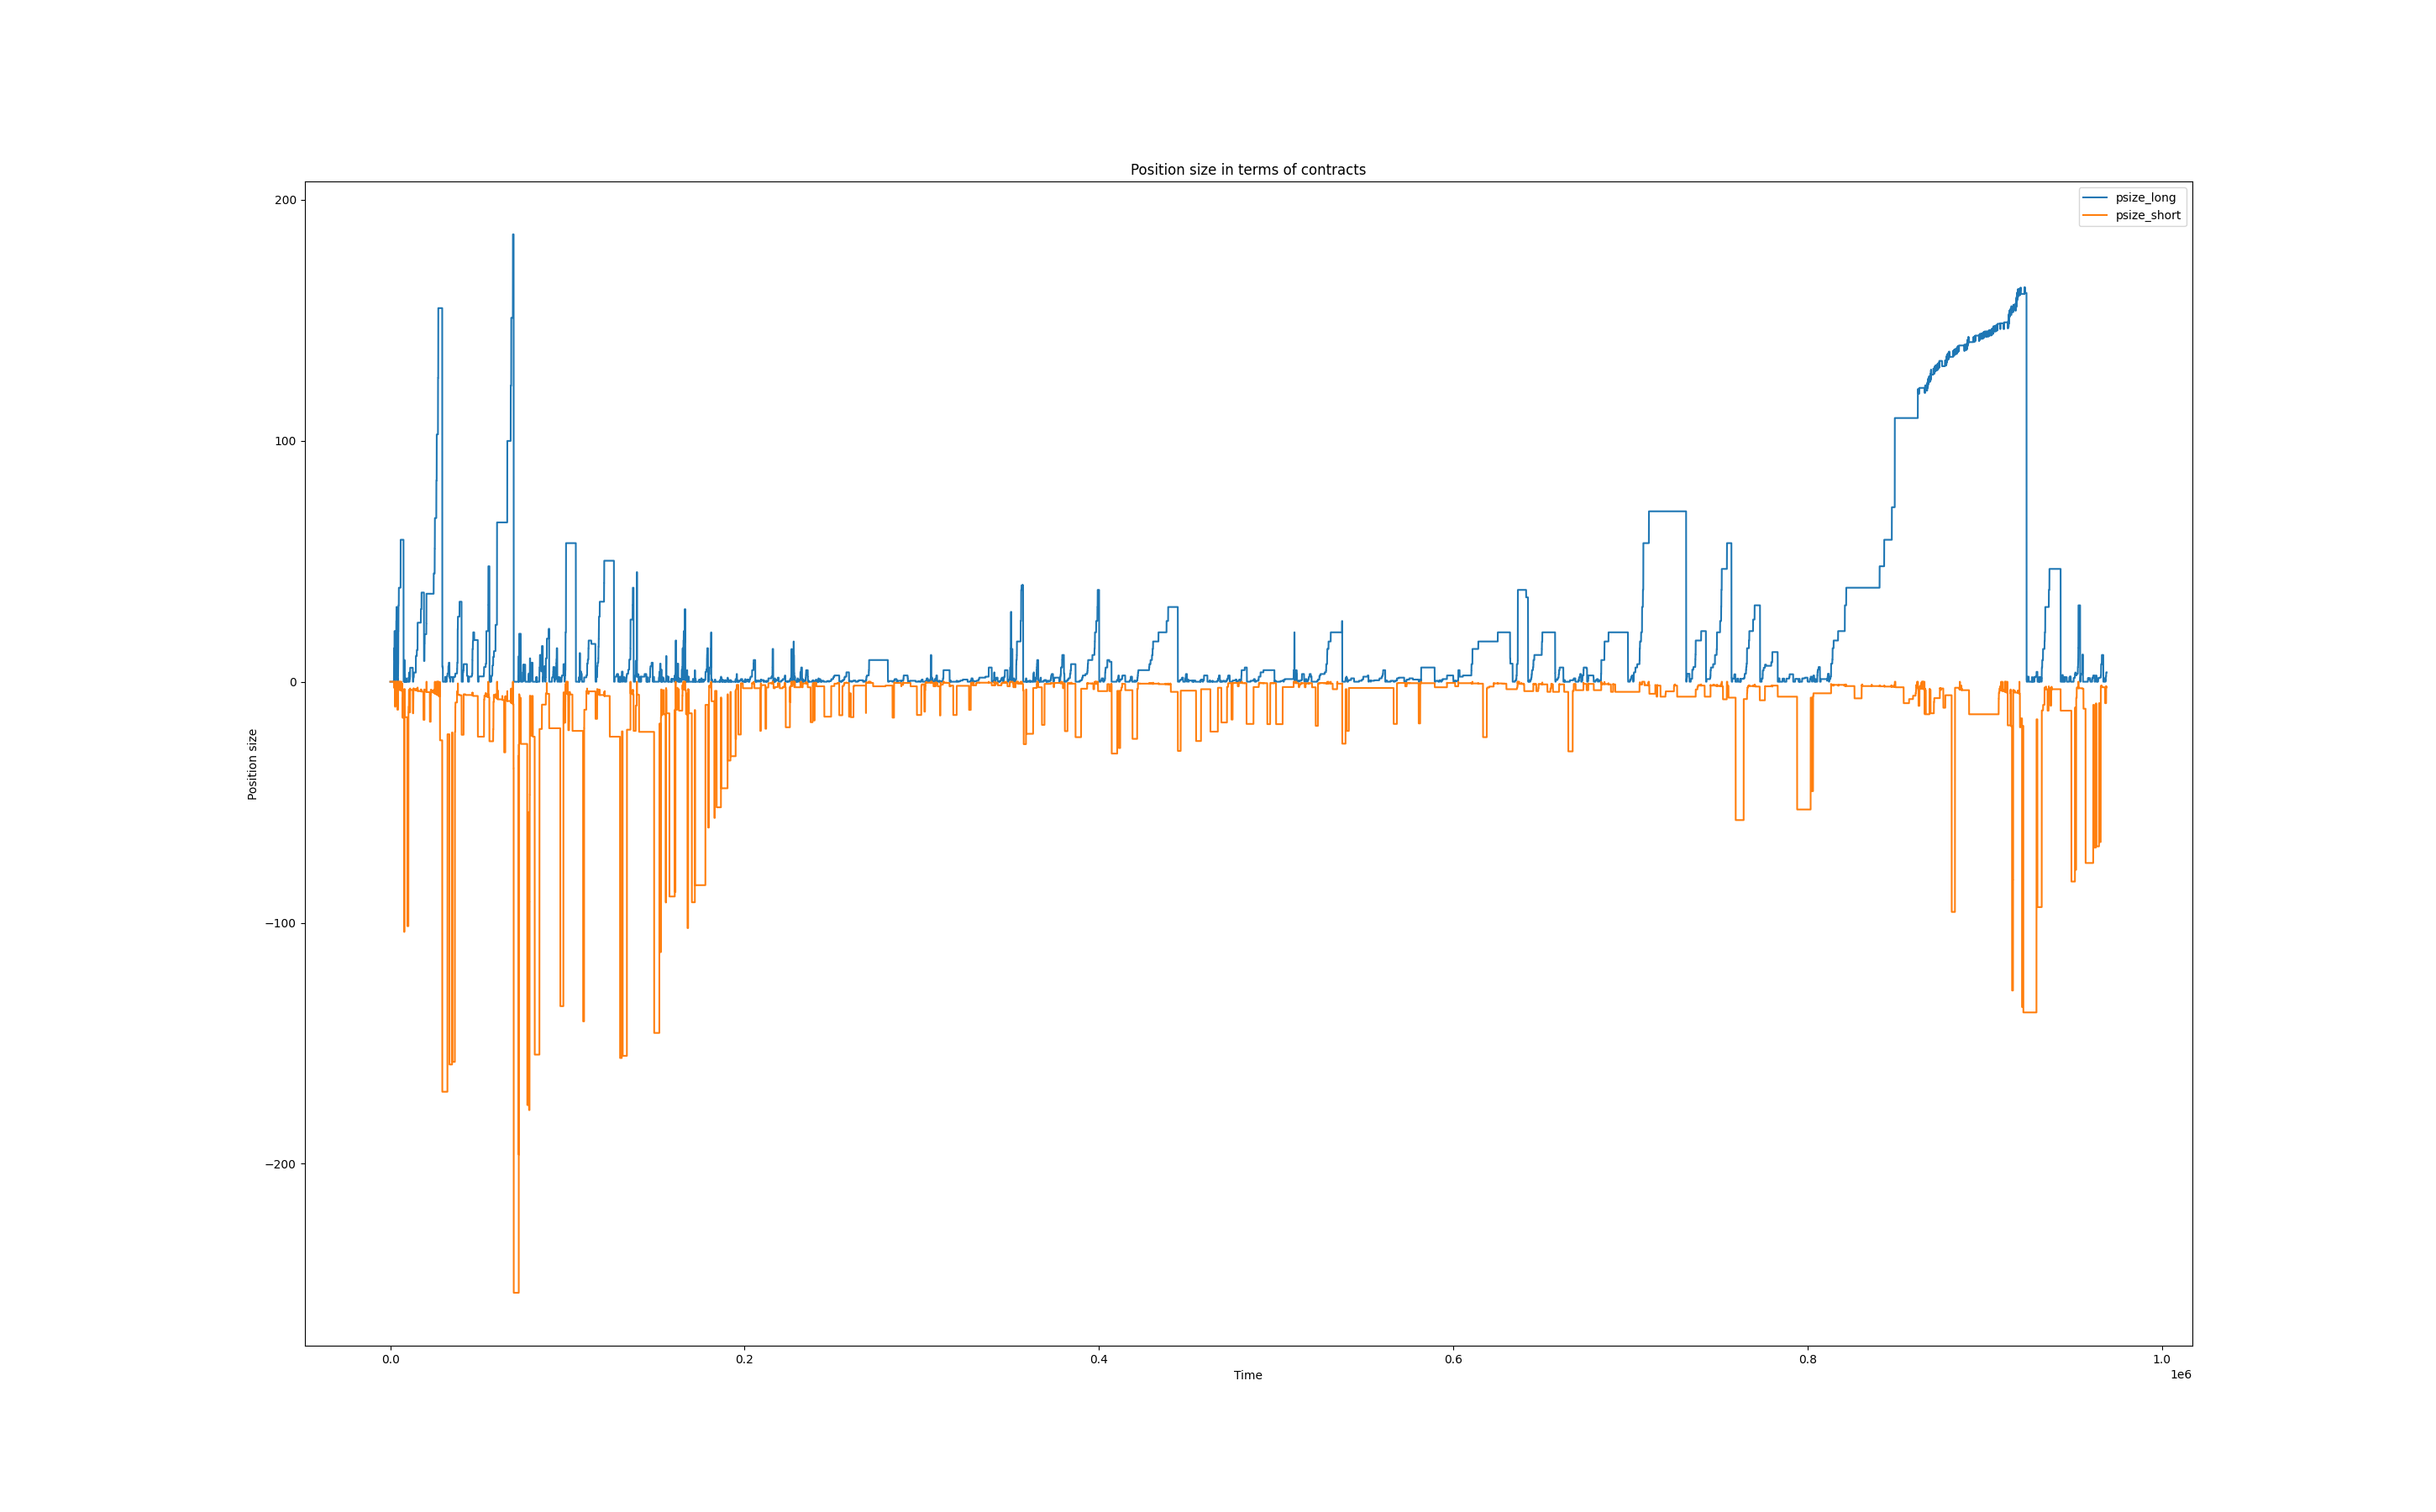 Position size in terms of contracts
psize_long
psize_short
200
100
0
−100
−200
Position size
0.0
0.2
0.4
0.6
0.8
1.0
1e6
Time